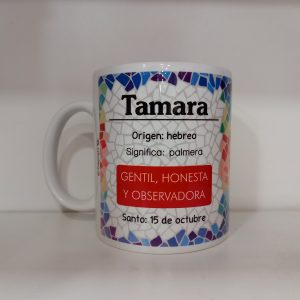 Tamara
Origen: hebreo
Significa: palmera
GENTIL, HONESTA
Y OBSERVADORA
Santo: 15 de octubre